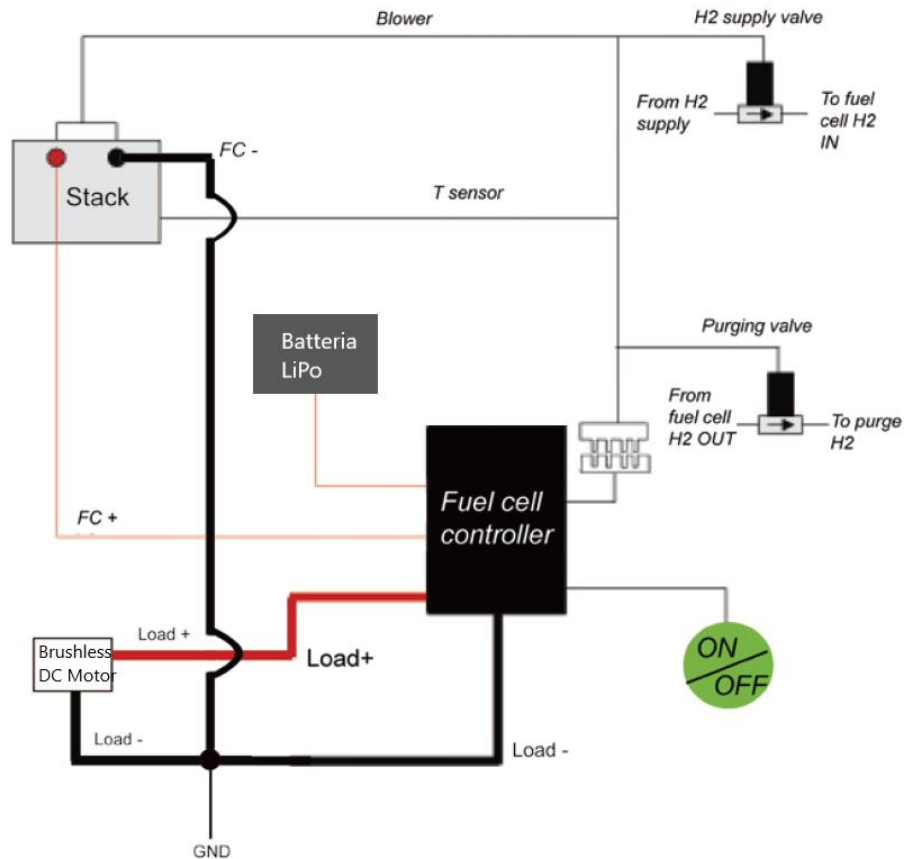 Blower
H2 supply valve
From H2
supply
To fuel
cell H2
IN
FC -
Stack
T sensor
Batteria
LiPo
Purging valve
From
fuel cell
H2 OUT
To purge
H2
Fuel cell
controller
FC +
Load +
Load+
Brushless
DC Motor
ON
OFF
Load -
Load -
GND